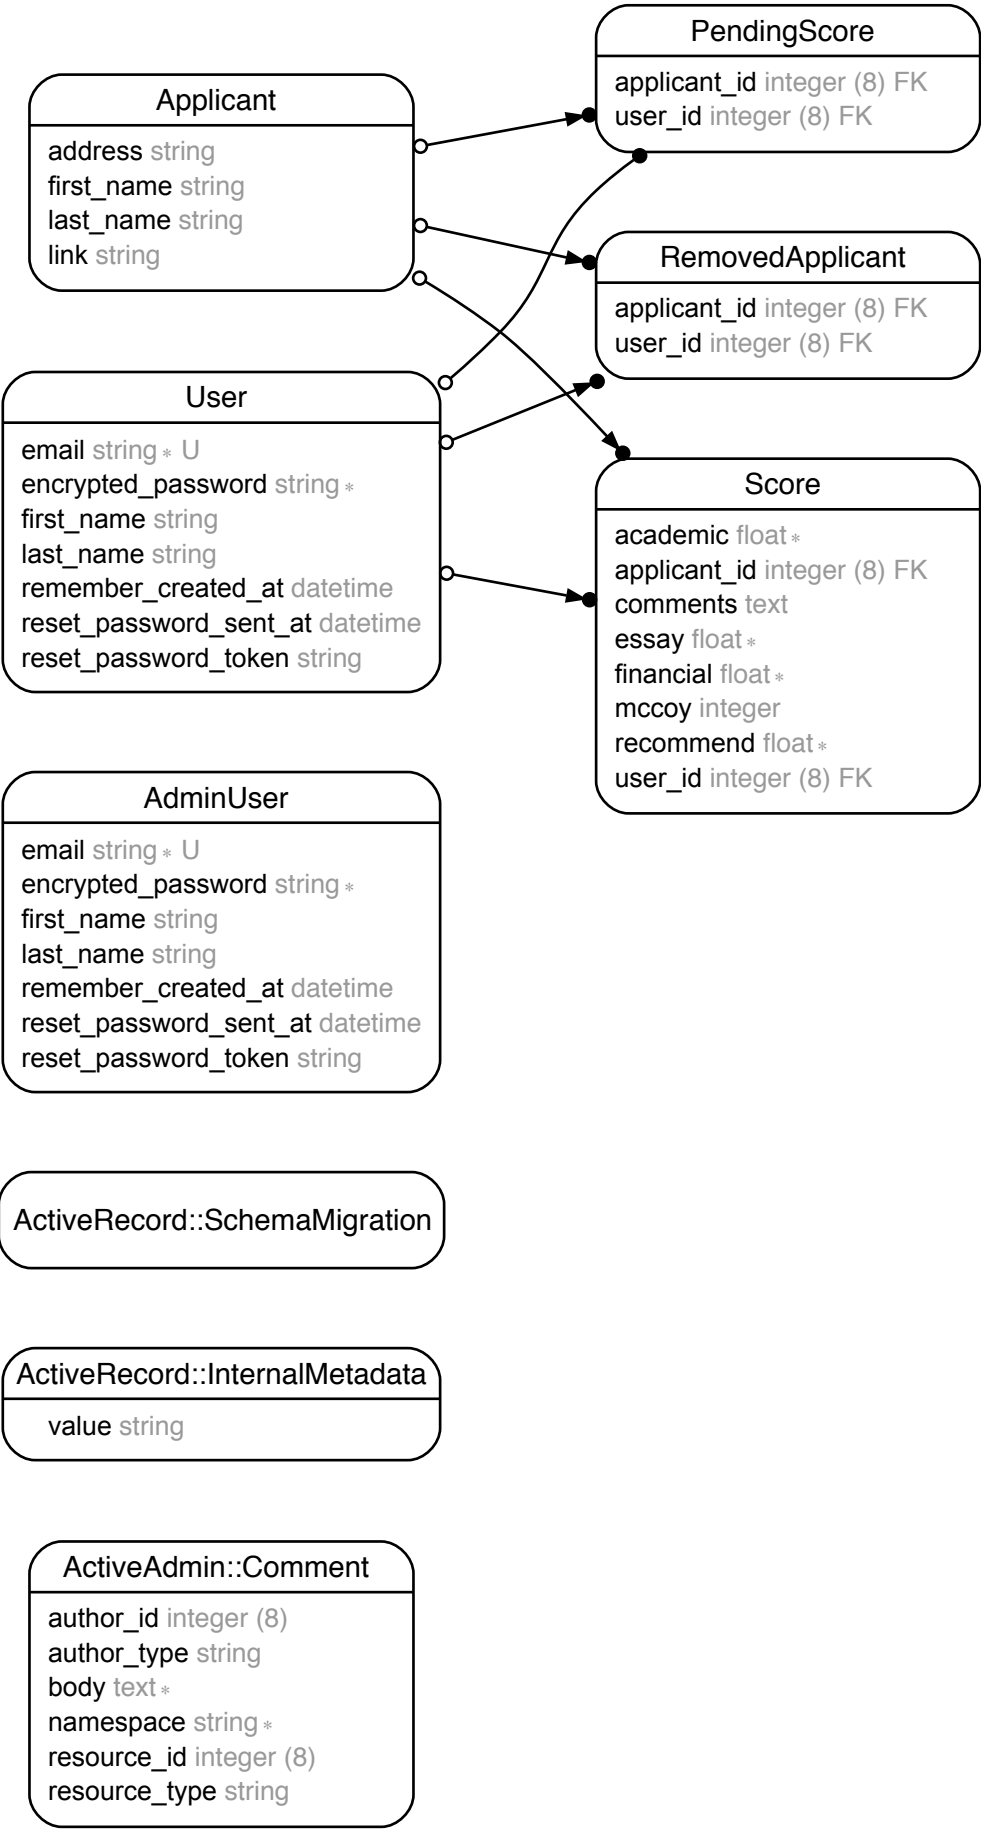 Applicant
address string
first_name string
last_name string
link string
PendingScore
applicant_id integer (8) FK
user_id integer (8) FK
RemovedApplicant
applicant_id integer (8) FK
user_id integer (8) FK
User
email string * U
encrypted_password string *
first_name string
last_name string
remember_created_at datetime
reset_password_sent_at datetime
reset_password_token string
Score
academic float *
applicant_id integer (8) FK
comments text
essay float *
financial float *
mccoy integer
recommend float *
user_id integer (8) FK
AdminUser
email string * U
encrypted_password string *
first_name string
last_name string
remember_created_at datetime
reset_password_sent_at datetime
reset_password_token string
ActiveRecord::SchemaMigration
ActiveRecord::InternalMetadata
value string
ActiveAdmin::Comment
author_id integer (8)
author_type string
body text *
namespace string *
resource_id integer (8)
resource_type string